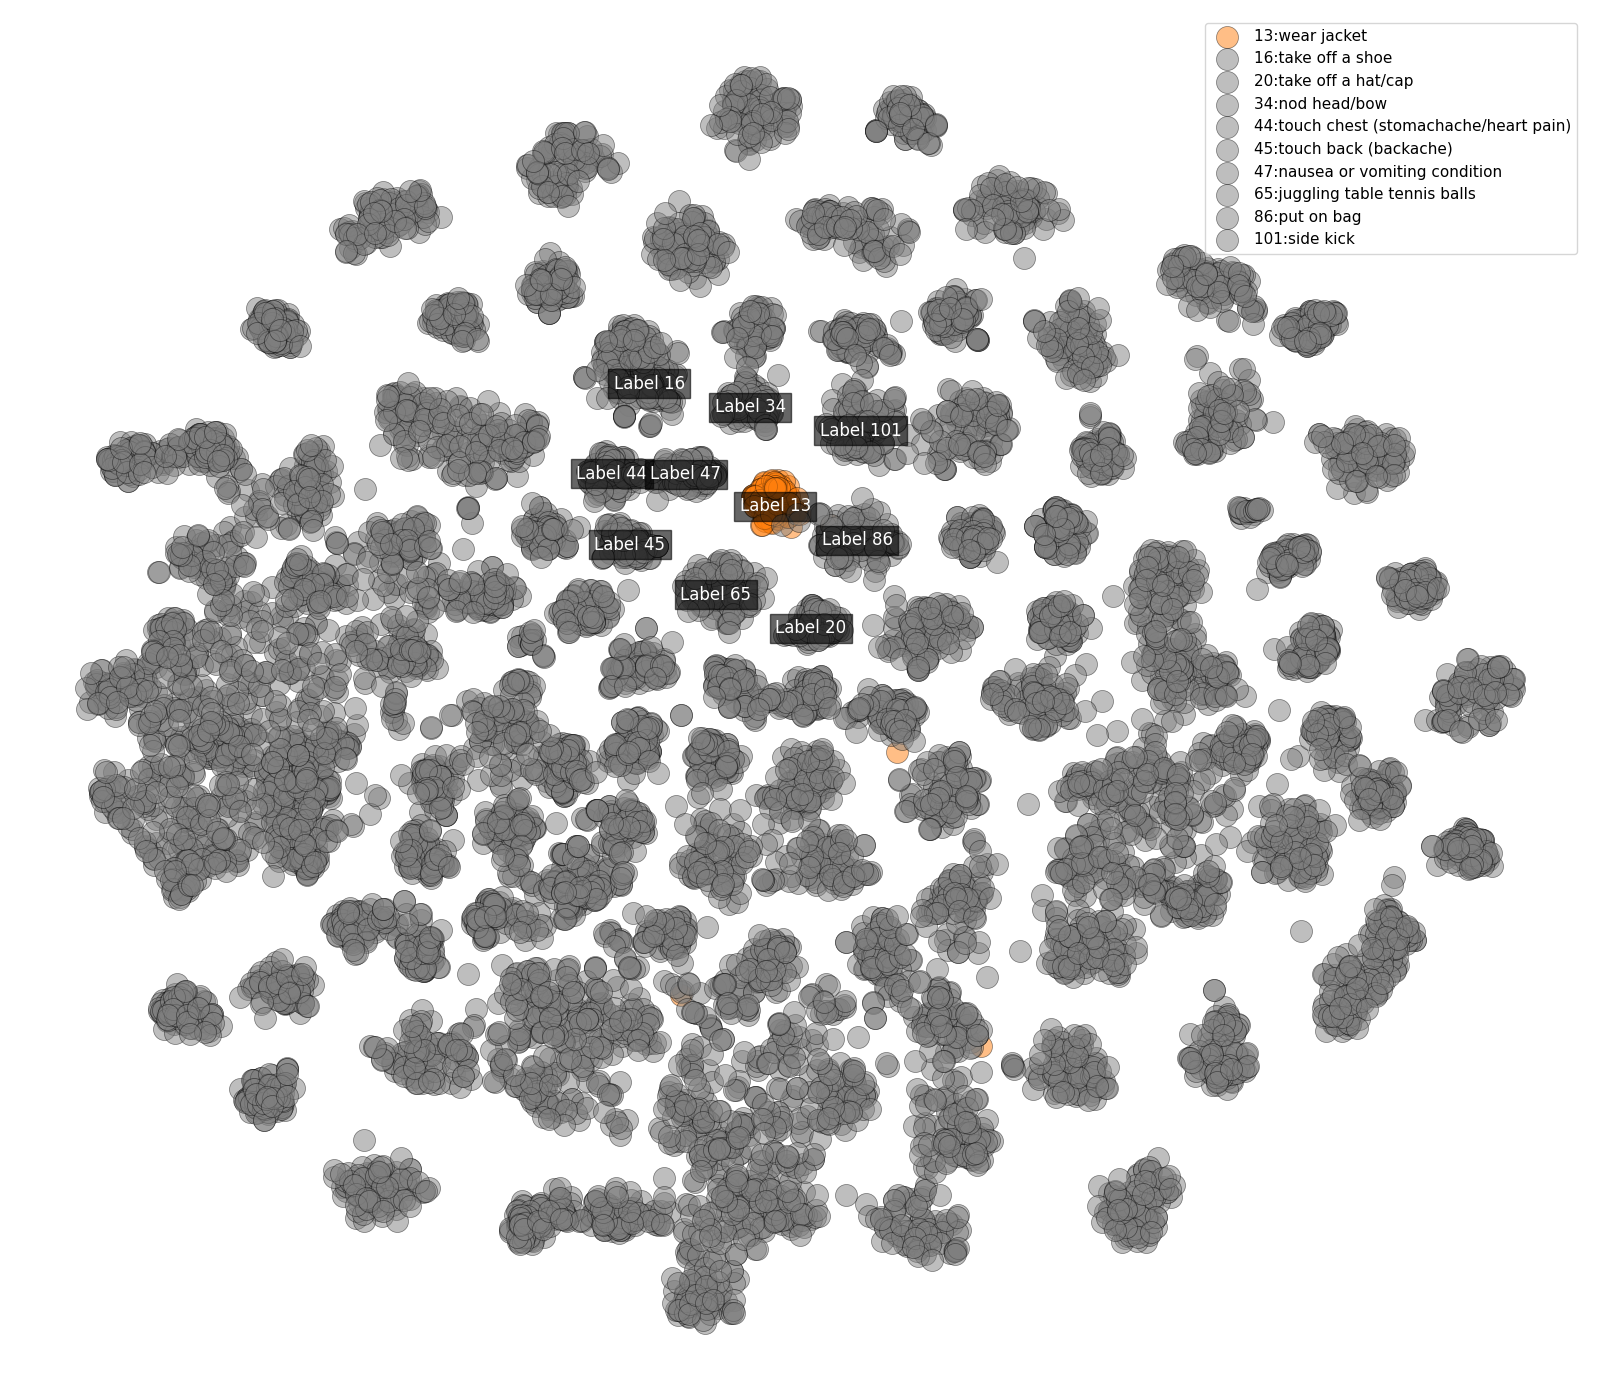 13:wear jacket
16:take off a shoe
20:take off a hat/cap
34:nod head/bow
44:touch chest (stomachache/heart pain)
45:touch back (backache)
47:nausea or vomiting condition
65:juggling table tennis balls
86:put on bag
101:side kick
Label 16
Label 34
Label 101
Label 44
Label 47
Label 13
Label 86
Label 45
Label 65
Label 20